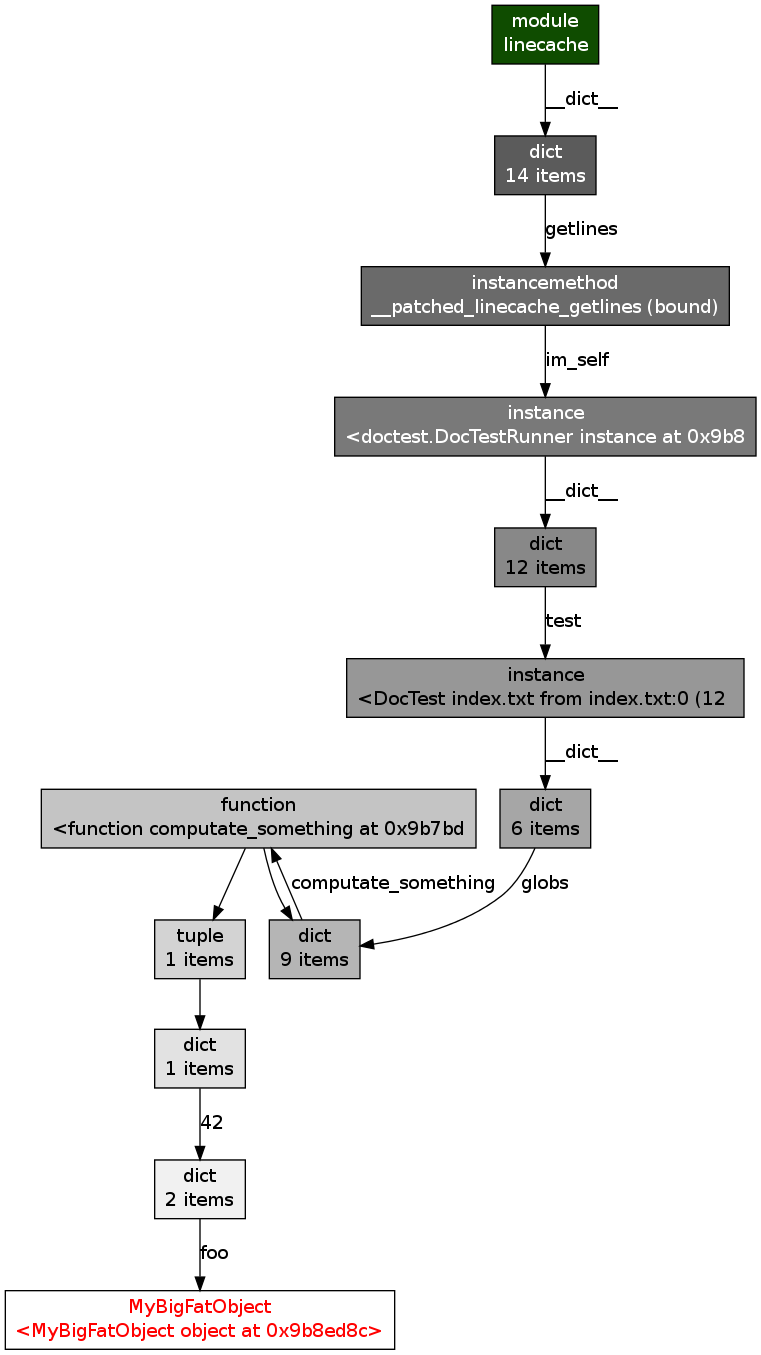 module
linecache
__dict__
dict
14 items
getlines
instancemethod
__patched_linecache_getlines (bound)
im_self
instance
<doctest.DocTestRunner instance at 0x9b8
__dict__
dict
12 items
test
instance
<DocTest index.txt from index.txt:0 (12
__dict__
function
<function computate_something at 0x9b7bd
dict
6 items
computate_something
globs
tuple
1 items
dict
9 items
dict
1 items
42
dict
2 items
foo
MyBigFatObject
<MyBigFatObject object at 0x9b8ed8c>